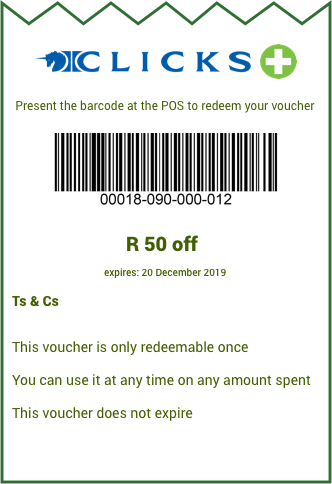 CLICKS
Present the barcode at the POS to redeem your voucher
00018-090-000-012
R 50 off
expires: 20 December 2019
Ts & Cs
This voucher is only redeemable once
You can use it at any time on any amount spent
This voucher does not expire